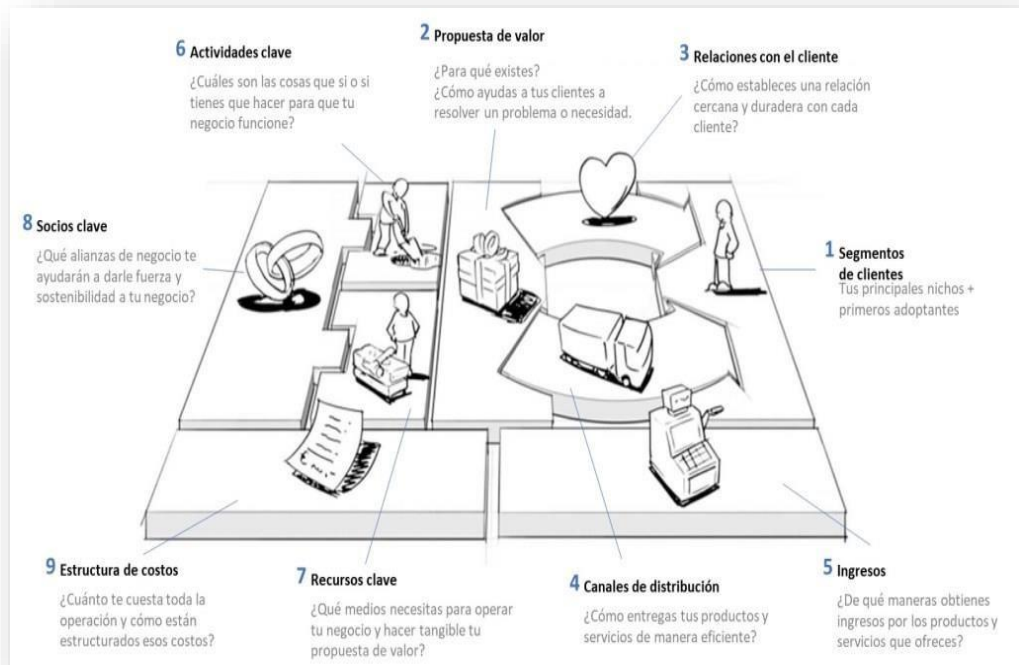 6 Actividades clave
¿Cuáles son las cosas que si o si
tienes que hacer para que tu
negocio funcione?
2 Propuesta de valor
¿Para qué existes?
¿Cómo ayudas a tus clientes a
resolver un problema o necesidad.
3 Relaciones con el cliente
¿Cómo estableces una relación
cercana y duradera con cada
cliente?
8 Socios clave
¿Qué alianzas de negocio te
ayudarán a darle fuerza y
sostenibilidad a tu negocio?
1 Segmentos
de clientes
Tus principales nichos +
primeros adoptantes
9 Estructura de costos
¿Cuánto te cuesta toda la
operación y cómo están
estructurados esos costos?
7 Recursos clave
¿Qué medios necesitas para operar
tu negocio y hacer tangible tu
propuesta de valor?
4 Canales de distribución
¿Cómo entregas tus productos y
servicios de manera eficiente?
5 Ingresos
¿De qué maneras obtienes
ingresos por los productos y
servicios que ofreces?